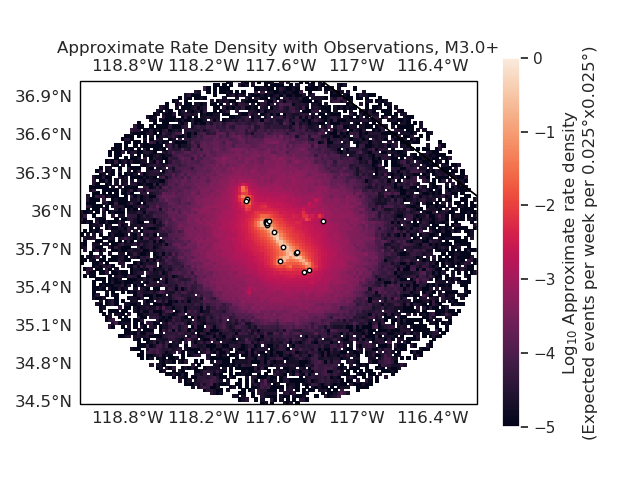 Approximate Rate Density with Observations, M3.0+
118.8°W 118.2°W 117.6°W 117°W 116.4°W
36.9°N
36.6°N
36.3°N
36°N
35.7°N
35.4°N
35.1°N
34.8°N
34.5°N
118.8°W 118.2°W 117.6°W 117°W 116.4°W
0
−1
−2
−3
−4
−5
Log₁₀ Approximate rate density
(Expected events per week per 0.025°x0.025°)